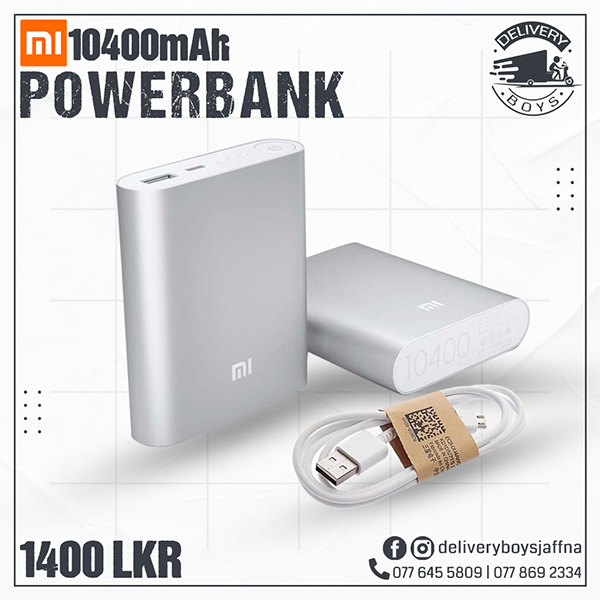 mi 10400mAh
POWERBANK
DELIVERY
BOYS
mi
mi
10400
1400 LKR
deliveryboysjaffna
077 645 5809 | 077 869 2334